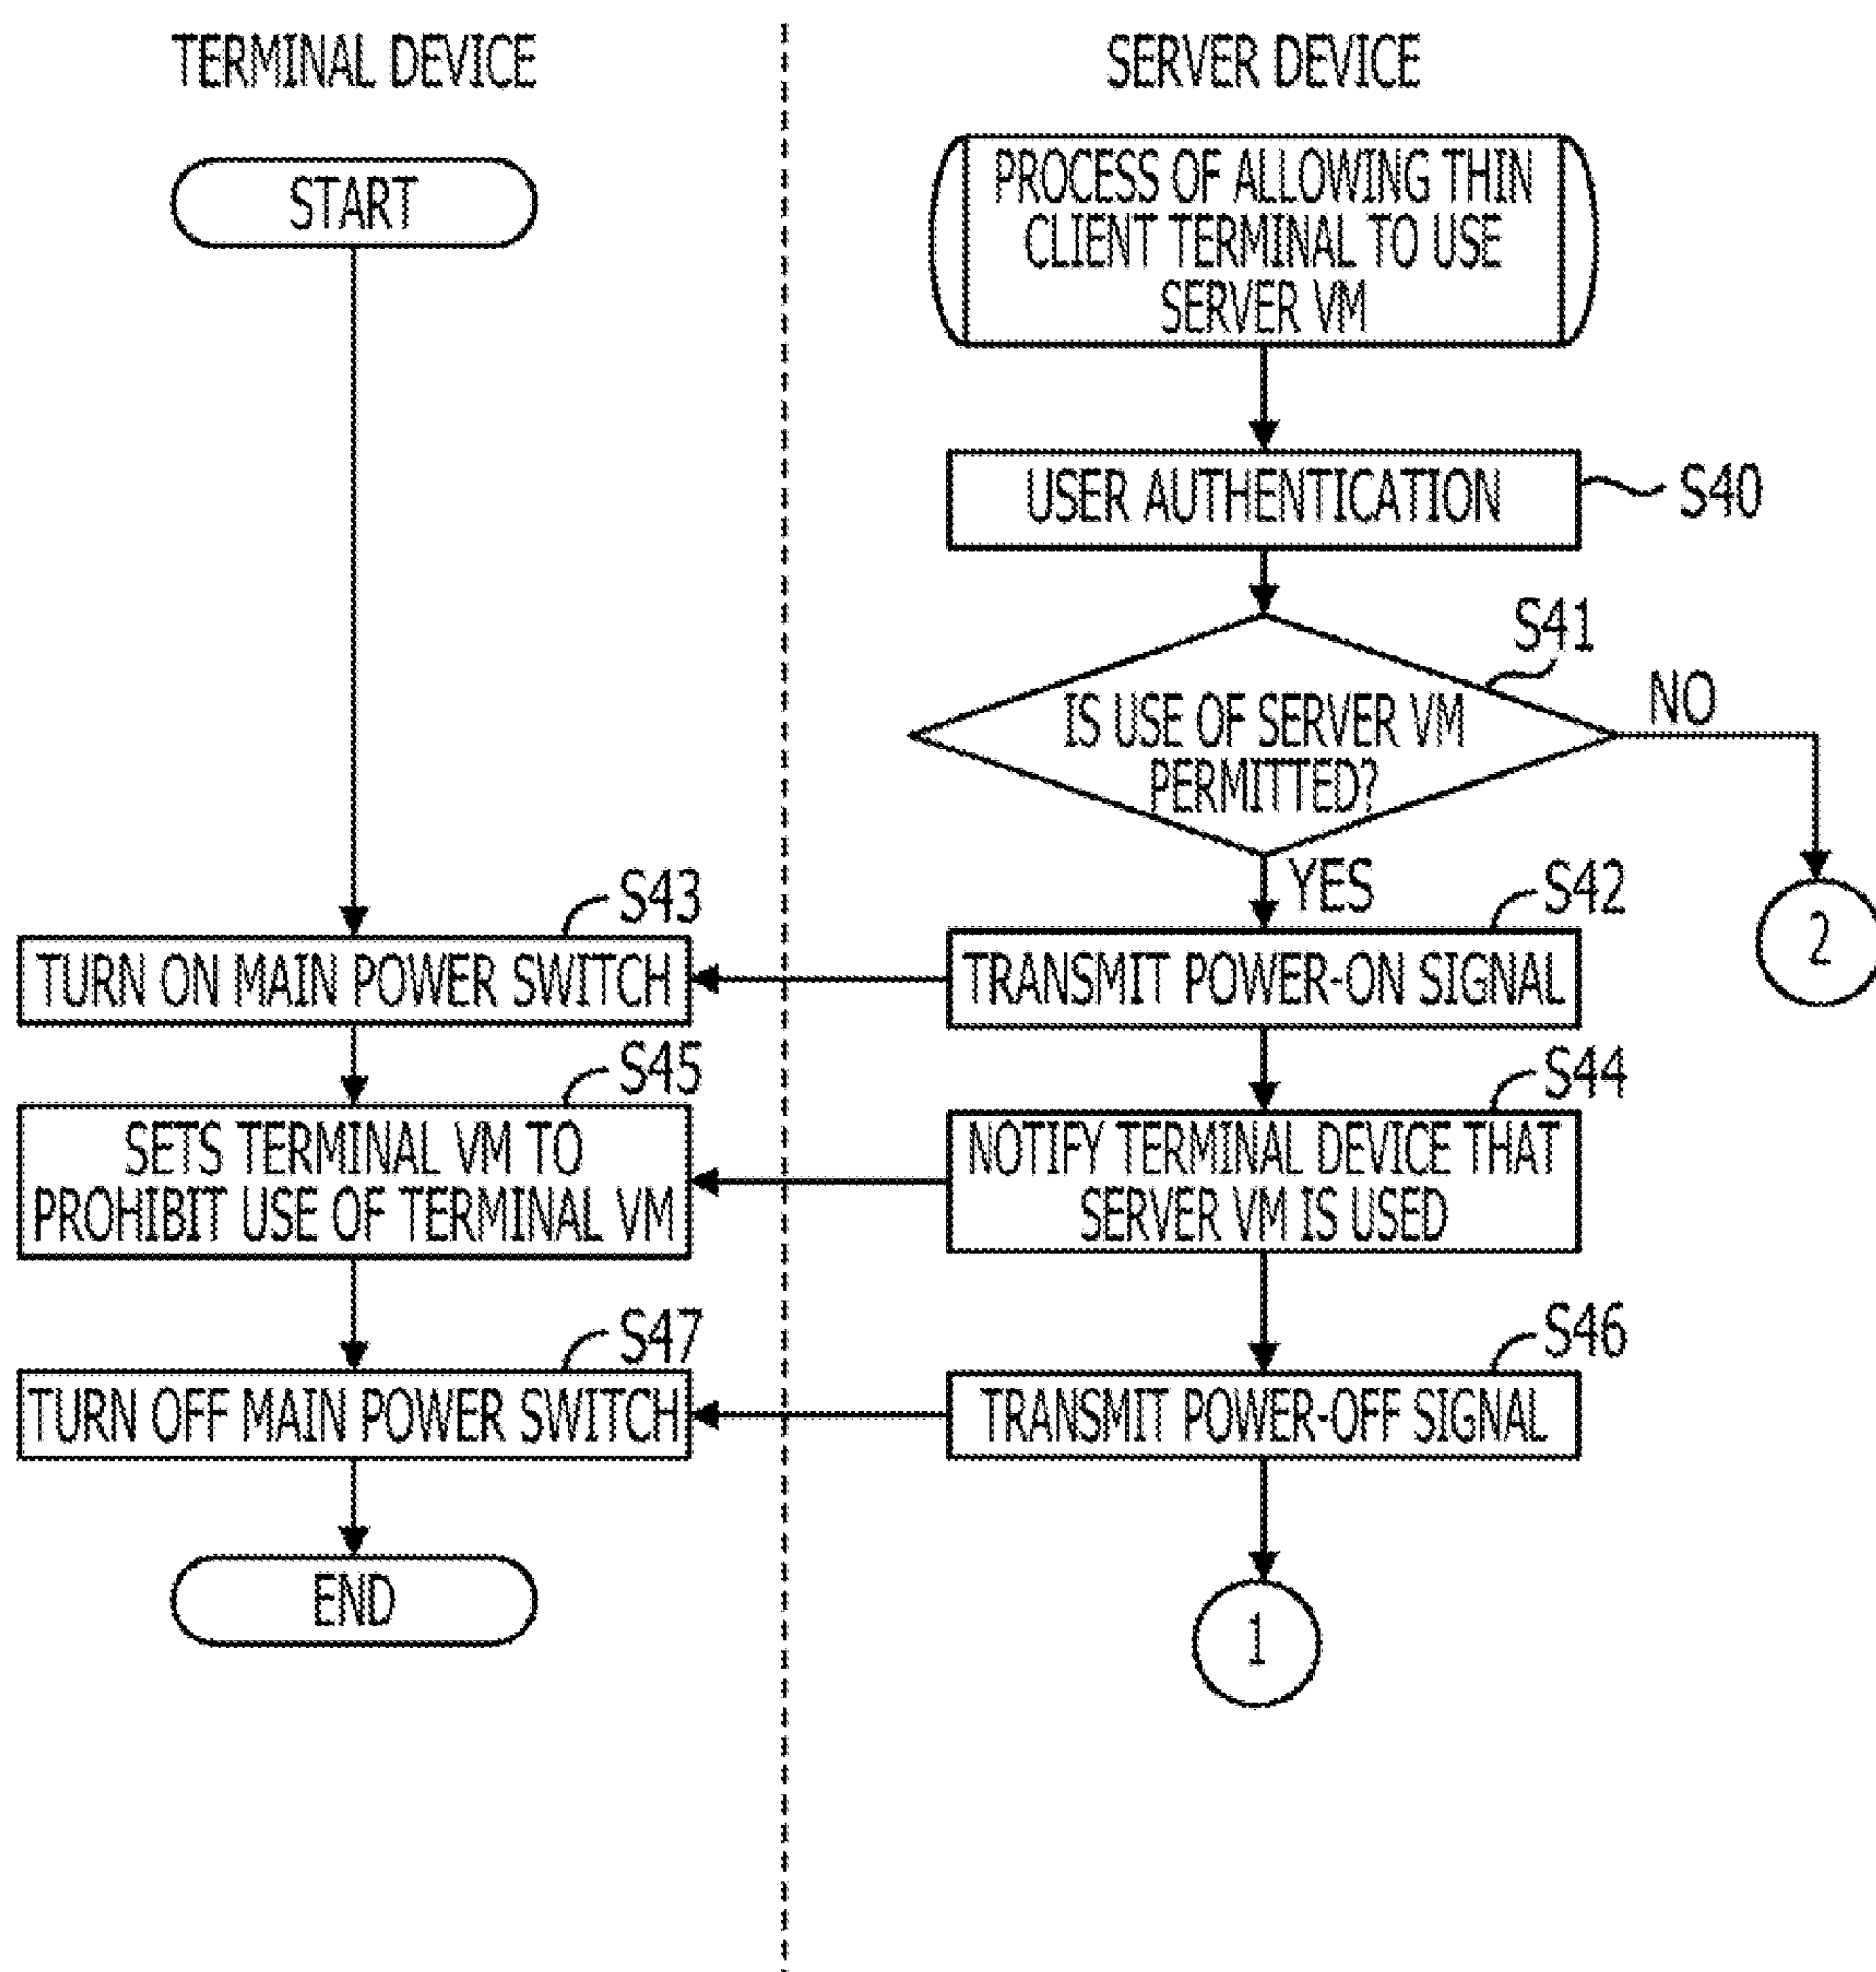 TERMINAL DEVICE
SERVER DEVICE
START
PROCESS OF ALLOWING THIN
CLIENT TERMINAL TO USE
SERVER VM
USER AUTHENTICATION
S40
S41
IS USE OF SERVER VM
PERMITTED?
NO
YES
2
S43
TURN ON MAIN POWER SWITCH
S42
TRANSMIT POWER-ON SIGNAL
S45
SETS TERMINAL VM TO
PROHIBIT USE OF TERMINAL VM
S44
NOTIFY TERMINAL DEVICE THAT
SERVER VM IS USED
S47
TURN OFF MAIN POWER SWITCH
S46
TRANSMIT POWER-OFF SIGNAL
END
1